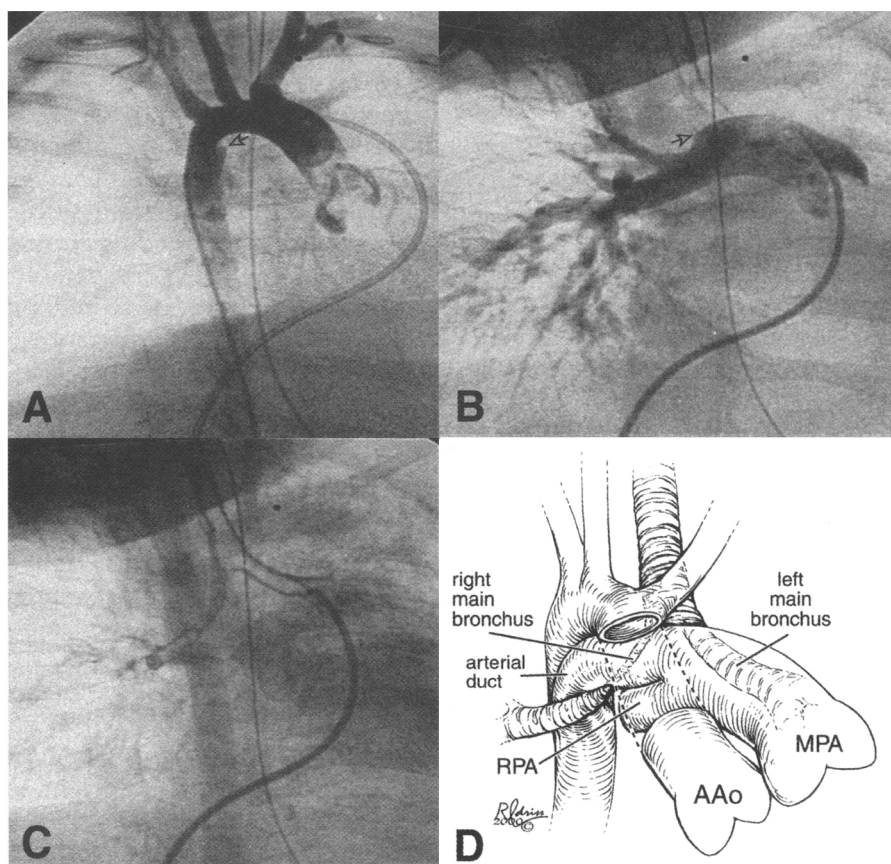 A
B
C
D
right
main
bronchus
arterial
duct
RPA
left
main
bronchus
MPA
AAo
2000©